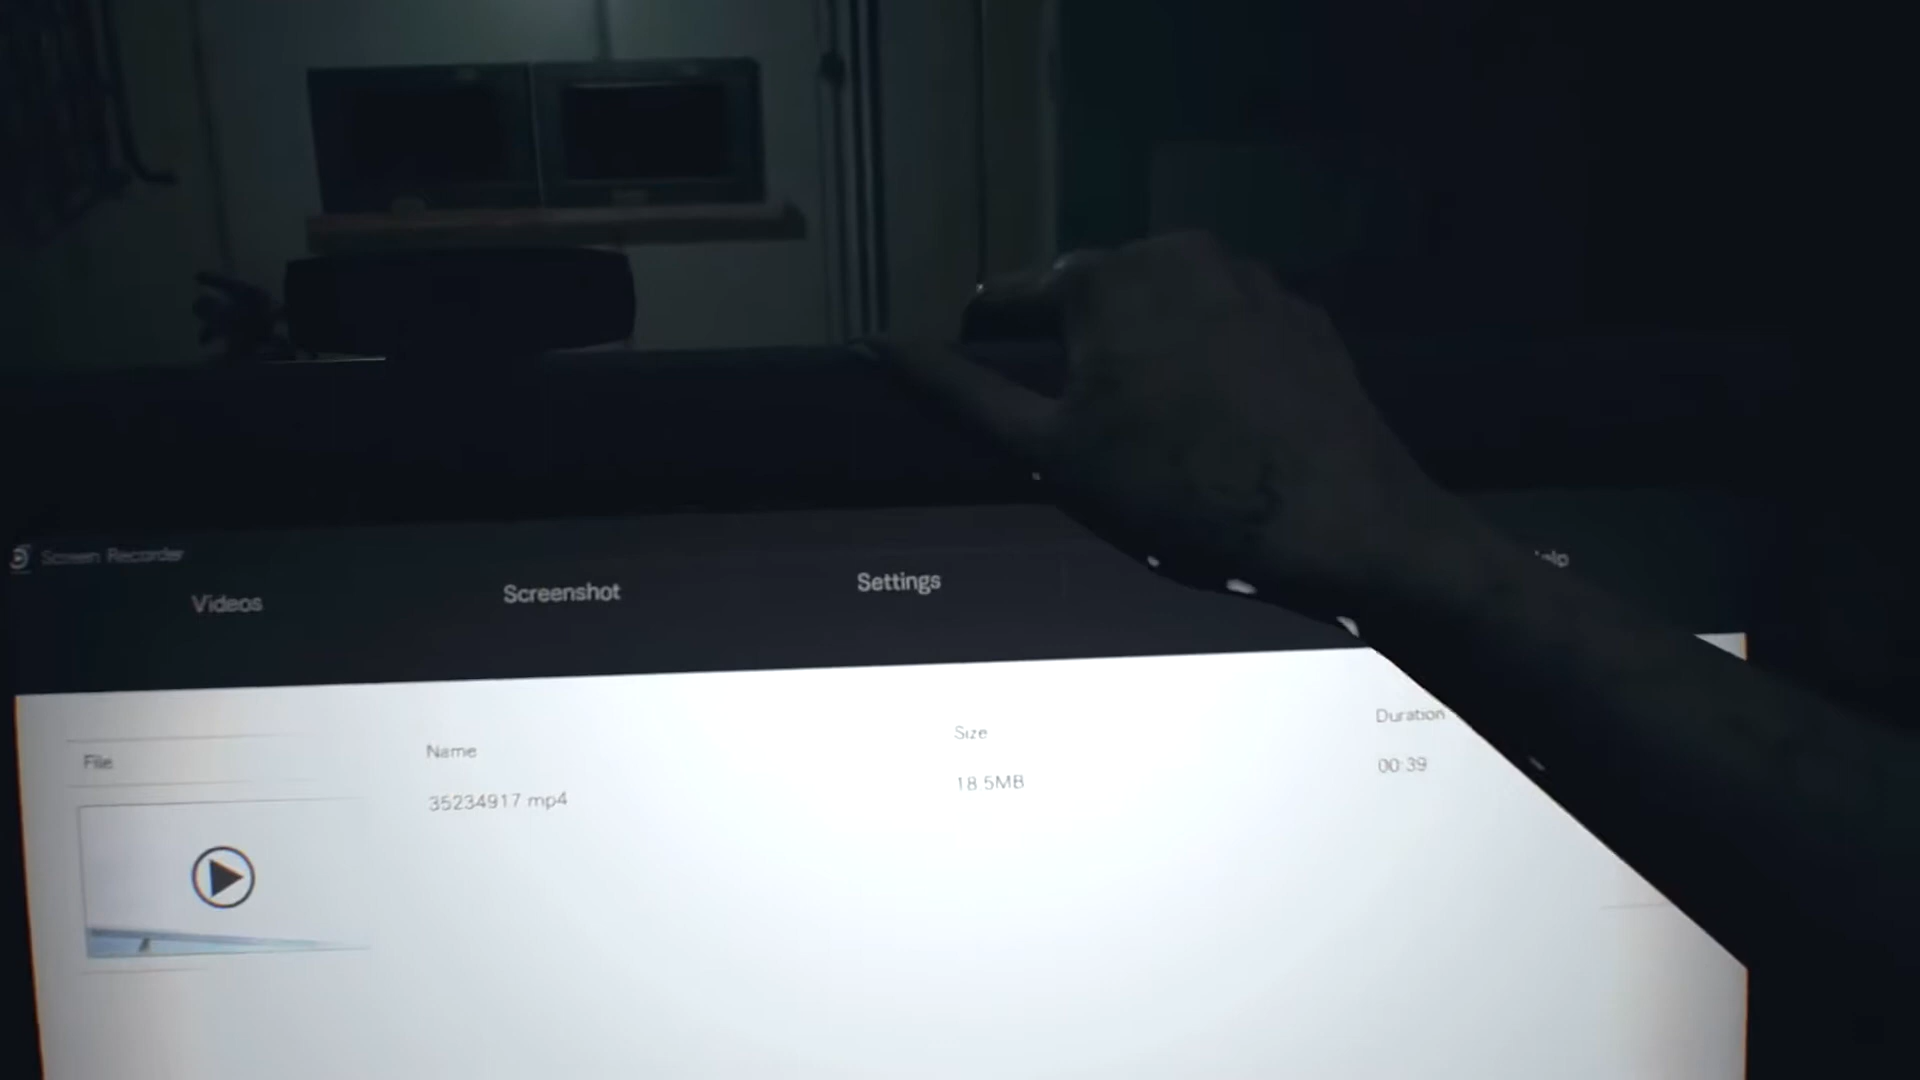 Screen Recorder
Videos
Screenshot
Settings
File
Name
Size
Duration
35234917 mp4
18.5MB
00:39